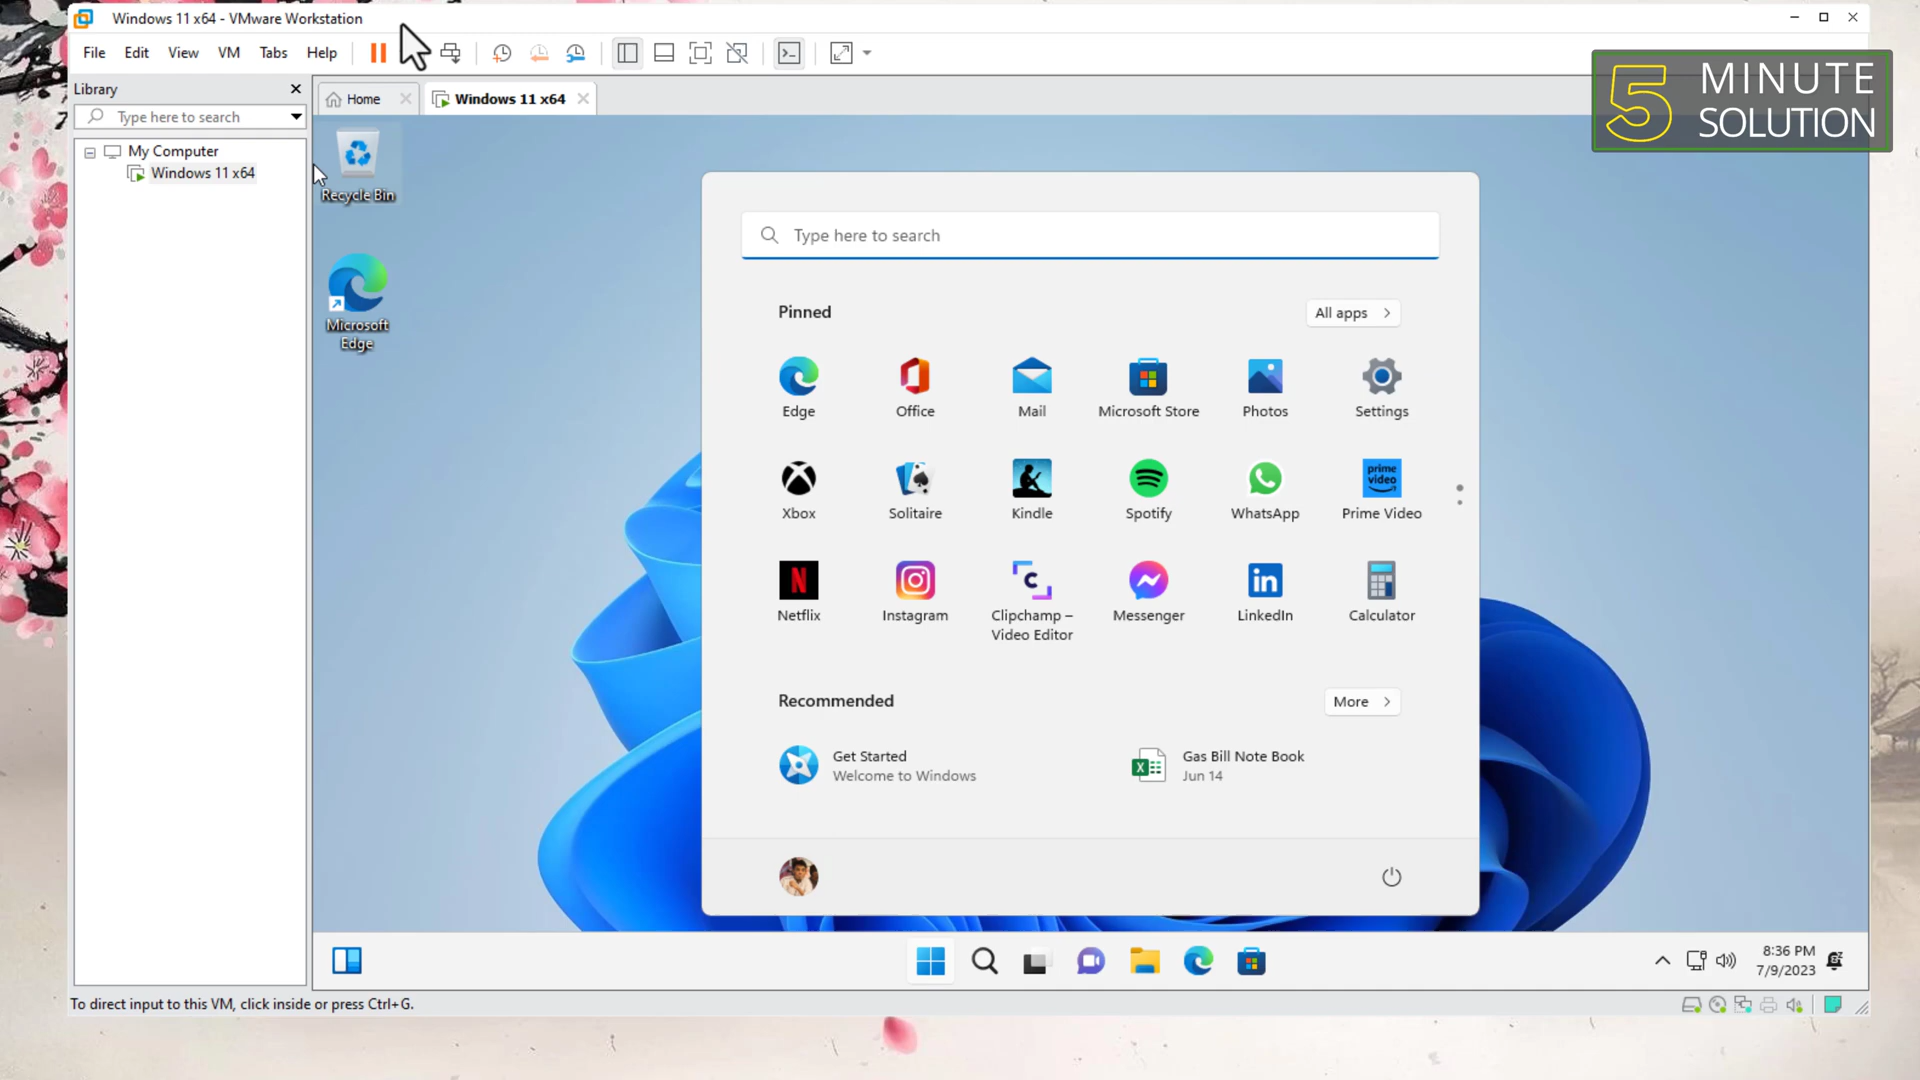 Windows 11 x64 - VMware Workstation
File Edit View VM Tabs Help
5 MINUTE
SOLUTION
Library
Type here to search
My Computer
Windows 11 x64
Home
Windows 11 x64
Recycle Bin
Microsoft
Edge
Type here to search
Pinned
All apps
Edge
Office
Mail
Microsoft Store
Photos
Settings
Xbox
Solitaire
Kindle
Spotify
WhatsApp
prime
video
Prime Video
N
Netflix
Instagram
C
Clipchamp –
Video Editor
Messenger
in
LinkedIn
Calculator
Recommended
More
Get Started
Welcome to Windows
X
Gas Bill Note Book
Jun 14
8:36 PM
7/9/2023
To direct input to this VM, click inside or press Ctrl+G.